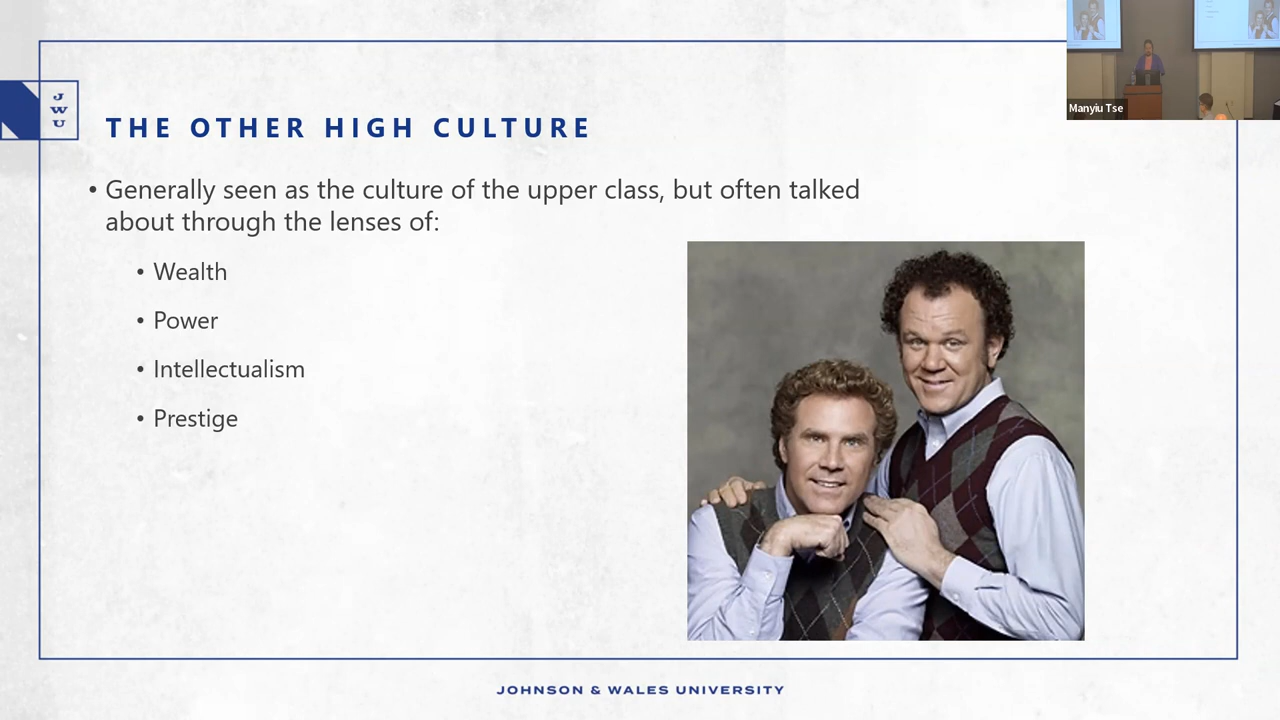 Manyiu Tse
J
W
U
THE OTHER HIGH CULTURE
• Generally seen as the culture of the upper class, but often talked
about through the lenses of:
• Wealth
• Power
• Intellectualism
• Prestige
JOHNSON & WALES UNIVERSITY